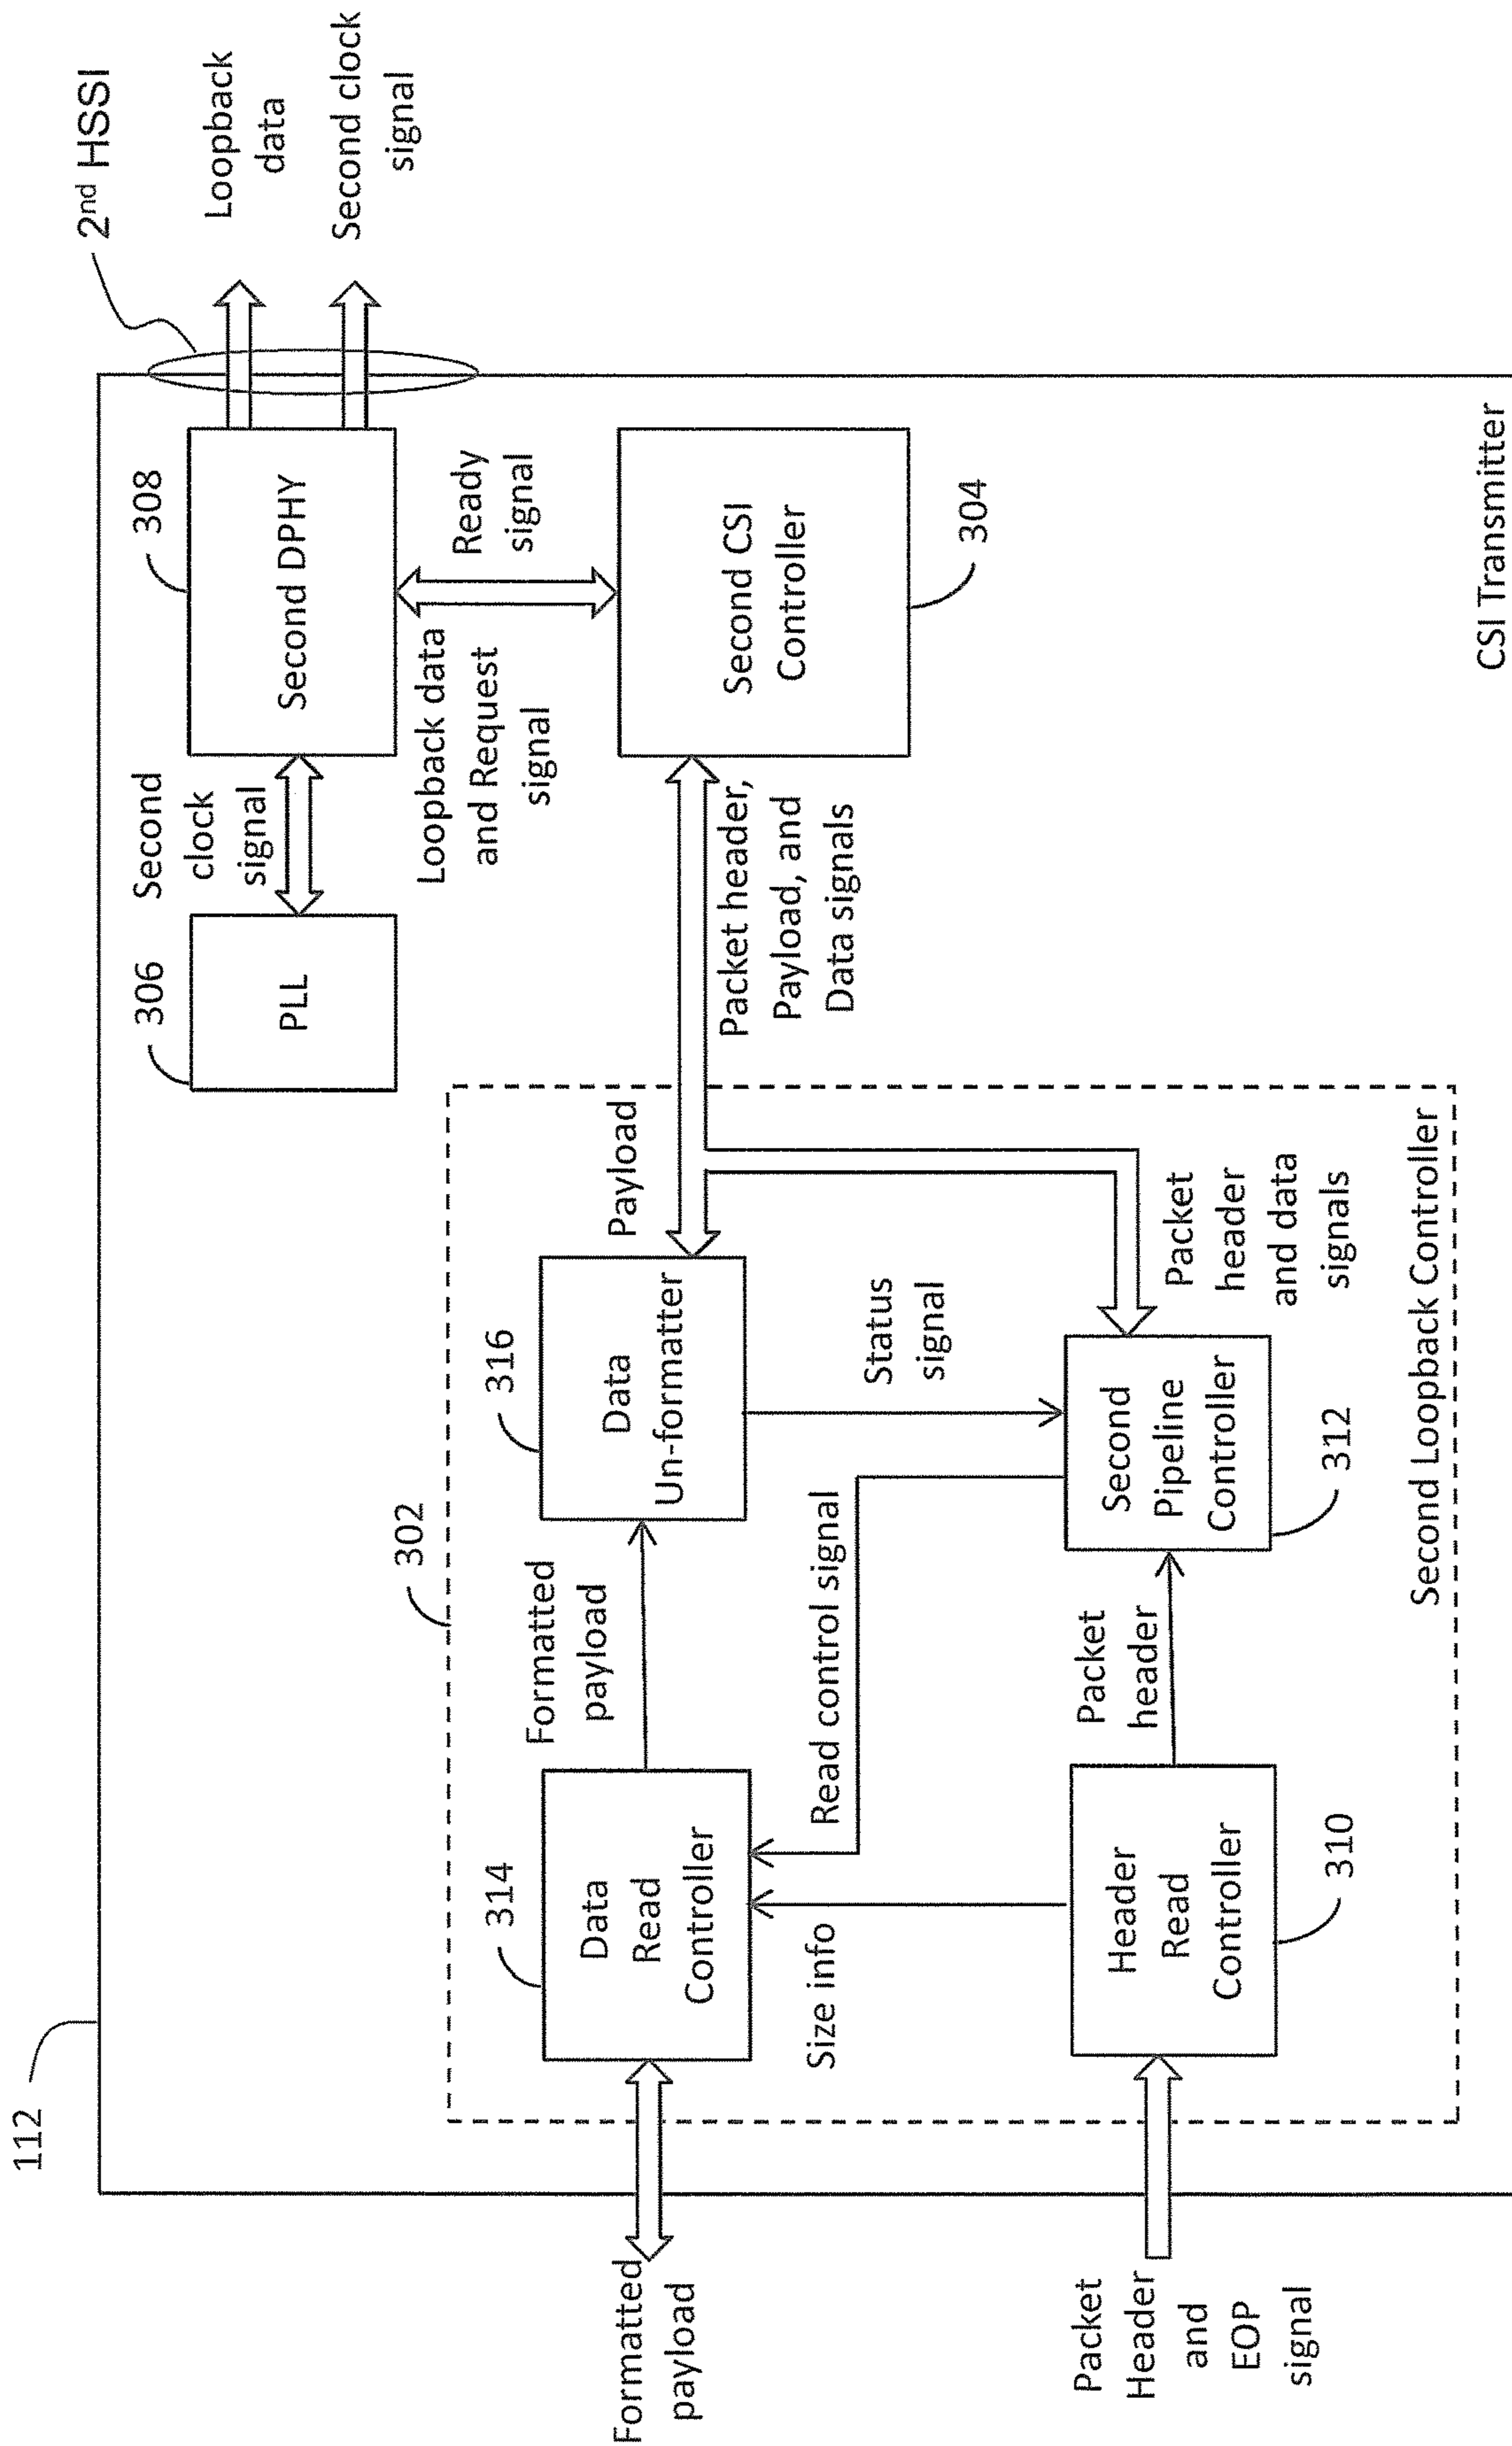 112
2nd HSSI
Loopback
data
Second clock
signal
306
PLL
Second
clock
signal
308
Second DPHY
Loopback data
and Request
signal
Ready
signal
302
Formatted
payload
314
Data
Read
Controller
Formatted
payload
316
Data
Un-formatter
Payload
Packet header,
Payload, and
Data signals
Second CSI
Controller
304
Size info
Read control signal
Status
signal
Packet
Header
and
EOP
signal
Header
Read
Controller
310
Packet
header
Second
Pipeline
Controller
312
Packet
header
and data
signals
Second Loopback Controller
CSI Transmitter